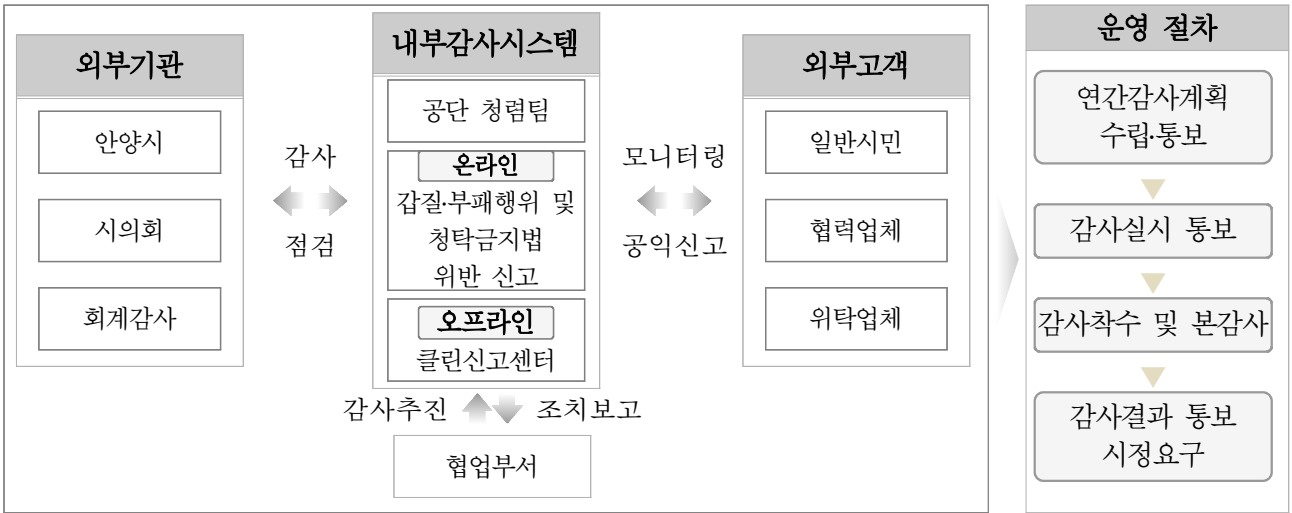 외부기관
안양시
시의회
회계감사
감사
점검
내부감사시스템
공단 청렴팀
온라인
갑질·부패행위 및
청탁금지법
위반 신고
오프라인
클린신고센터
감사추진
조치보고
협업부서
모니터링
공익신고
외부고객
일반시민
협력업체
위탁업체
운영 절차
연간감사계획
수립·통보
감사실시 통보
감사착수 및 본감사
감사결과 통보
시정요구